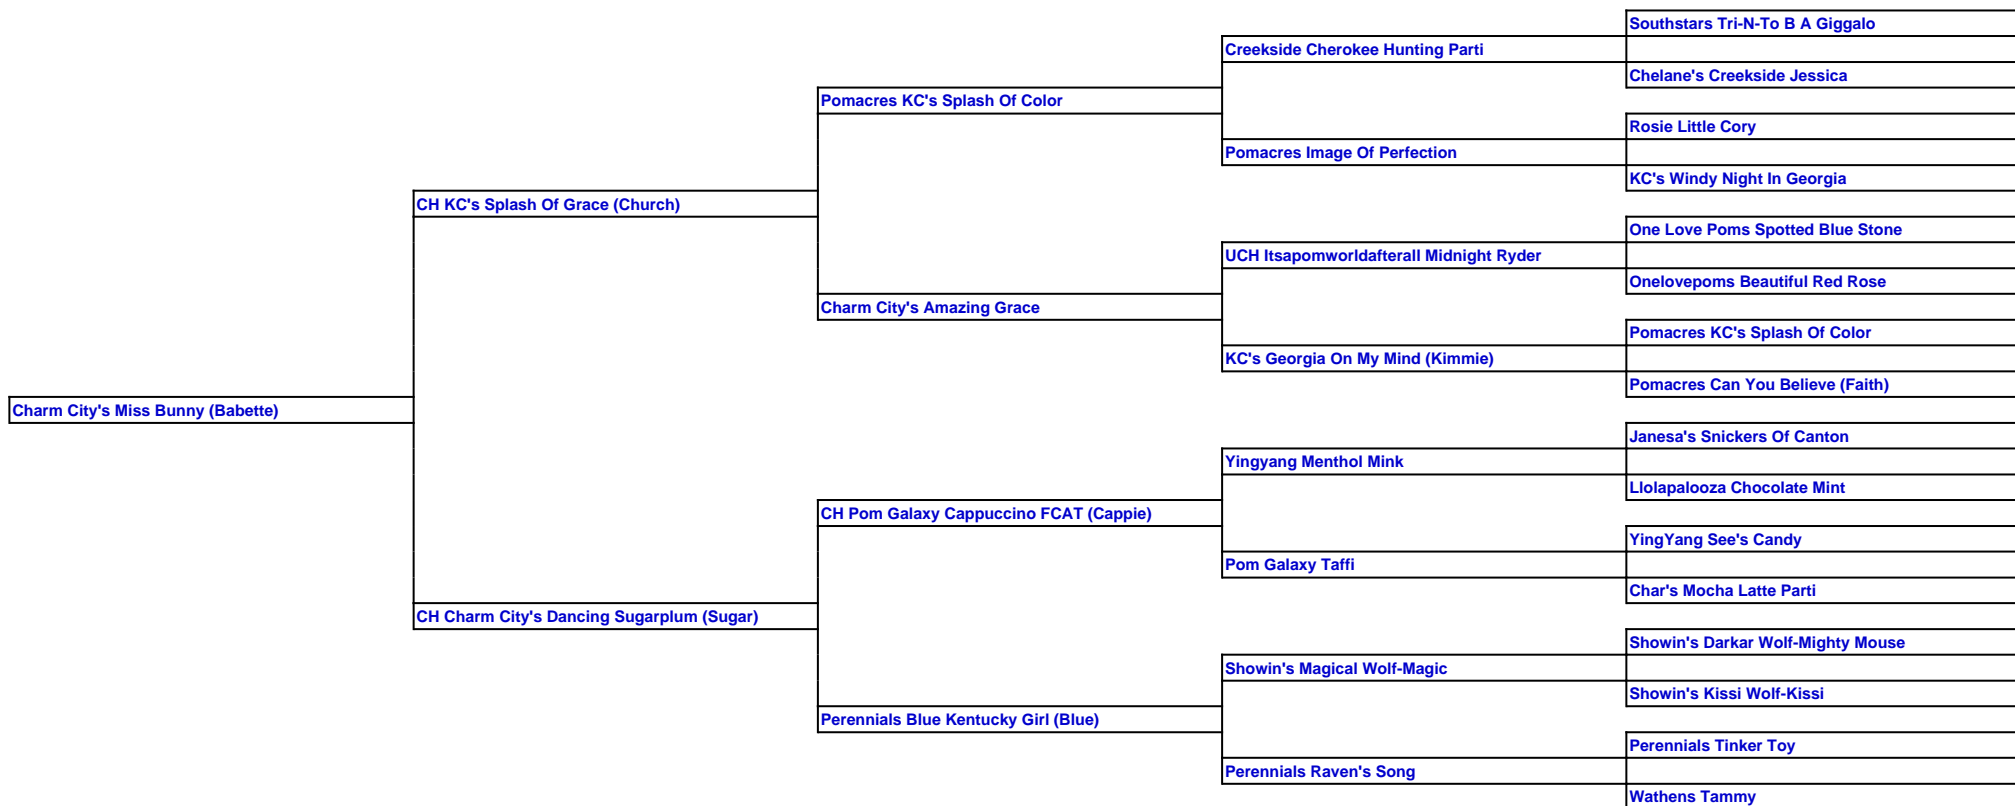 Southstars Tri-N-To B A Giggalo
Creekside Cherokee Hunting Parti
Chelane's Creekside Jessica
Pomacres KC's Splash Of Color
Rosie Little Cory
Pomacres Image Of Perfection
KC's Windy Night In Georgia
CH KC's Splash Of Grace (Church)
One Love Poms Spotted Blue Stone
UCH Itsapomworldafterall Midnight Ryder
Onelovepoms Beautiful Red Rose
Charm City's Amazing Grace
Pomacres KC's Splash Of Color
KC's Georgia On My Mind (Kimmie)
Pomacres Can You Believe (Faith)
Charm City's Miss Bunny (Babette)
Janesa's Snickers Of Canton
Yingyang Menthol Mink
Llolapalooza Chocolate Mint
CH Pom Galaxy Cappuccino FCAT (Cappie)
YingYang See's Candy
Pom Galaxy Taffi
Char's Mocha Latte Parti
CH Charm City's Dancing Sugarplum (Sugar)
Showin's Darkar Wolf-Mighty Mouse
Showin's Magical Wolf-Magic
Showin's Kissi Wolf-Kissi
Perennials Blue Kentucky Girl (Blue)
Perennials Tinker Toy
Perennials Raven's Song
Wathens Tammy